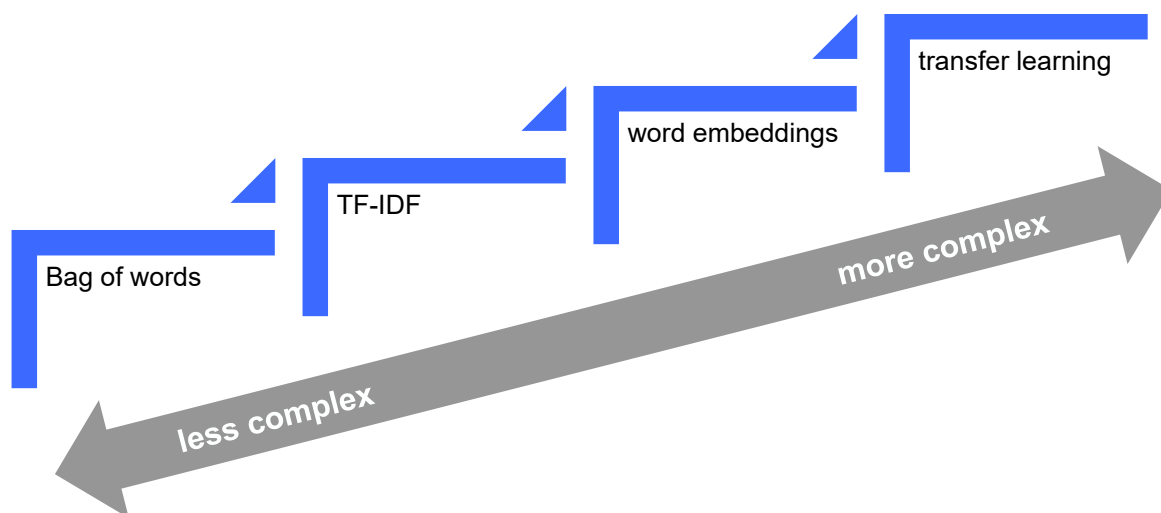 transfer learning
word embeddings
TF-IDF
Bag of words
more complex
less complex